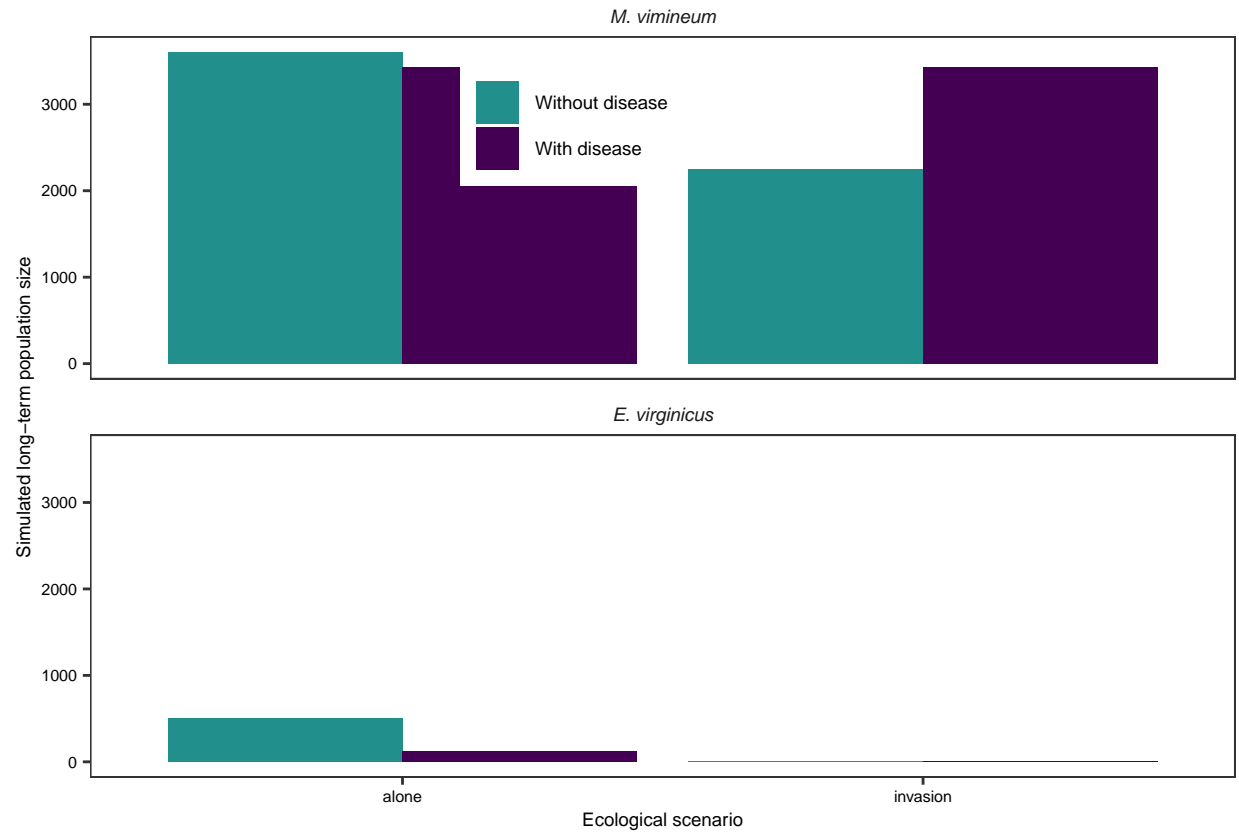 M. vimineum
3000
2000
1000
0
Without disease
With disease
E. virginicus
3000
2000
1000
0
alone
invasion
Ecological scenario
Simulated long−term population size